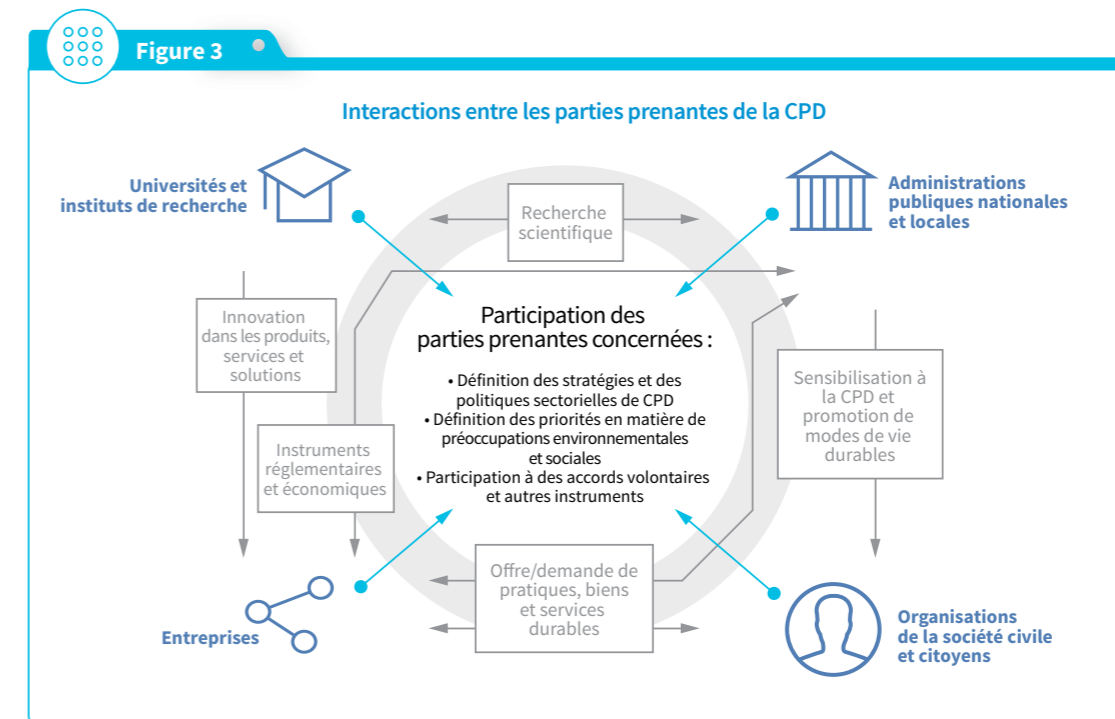 Figure 3
Interactions entre les parties prenantes de la CPD
Universités et
instituts de recherche
Administrations
publiques nationales
et locales
Recherche
scientifique
Innovation
dans les produits,
services et
solutions
Participation des
parties prenantes concernées :
• Définition des stratégies et des
politiques sectorielles de CPD
• Définition des priorités en matière de
préoccupations environnementales
et sociales
• Participation à des accords volontaires
et autres instruments
Sensibilisation à
la CPD et
promotion de
modes de vie
durables
Instruments
réglementaires
et économiques
Offre/demande de
pratiques, biens
et services
durables
Entreprises
Organisations
de la société civile
et citoyens